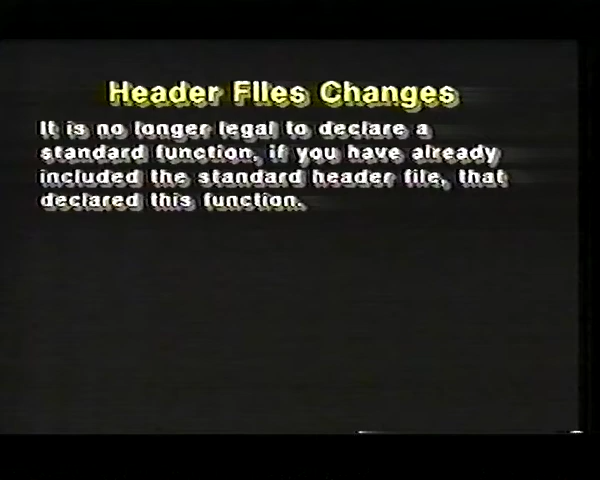 Header Files Changes
It is no longer legal to declare a
standard function, if you have already
included the standard header file, that
declared this function.